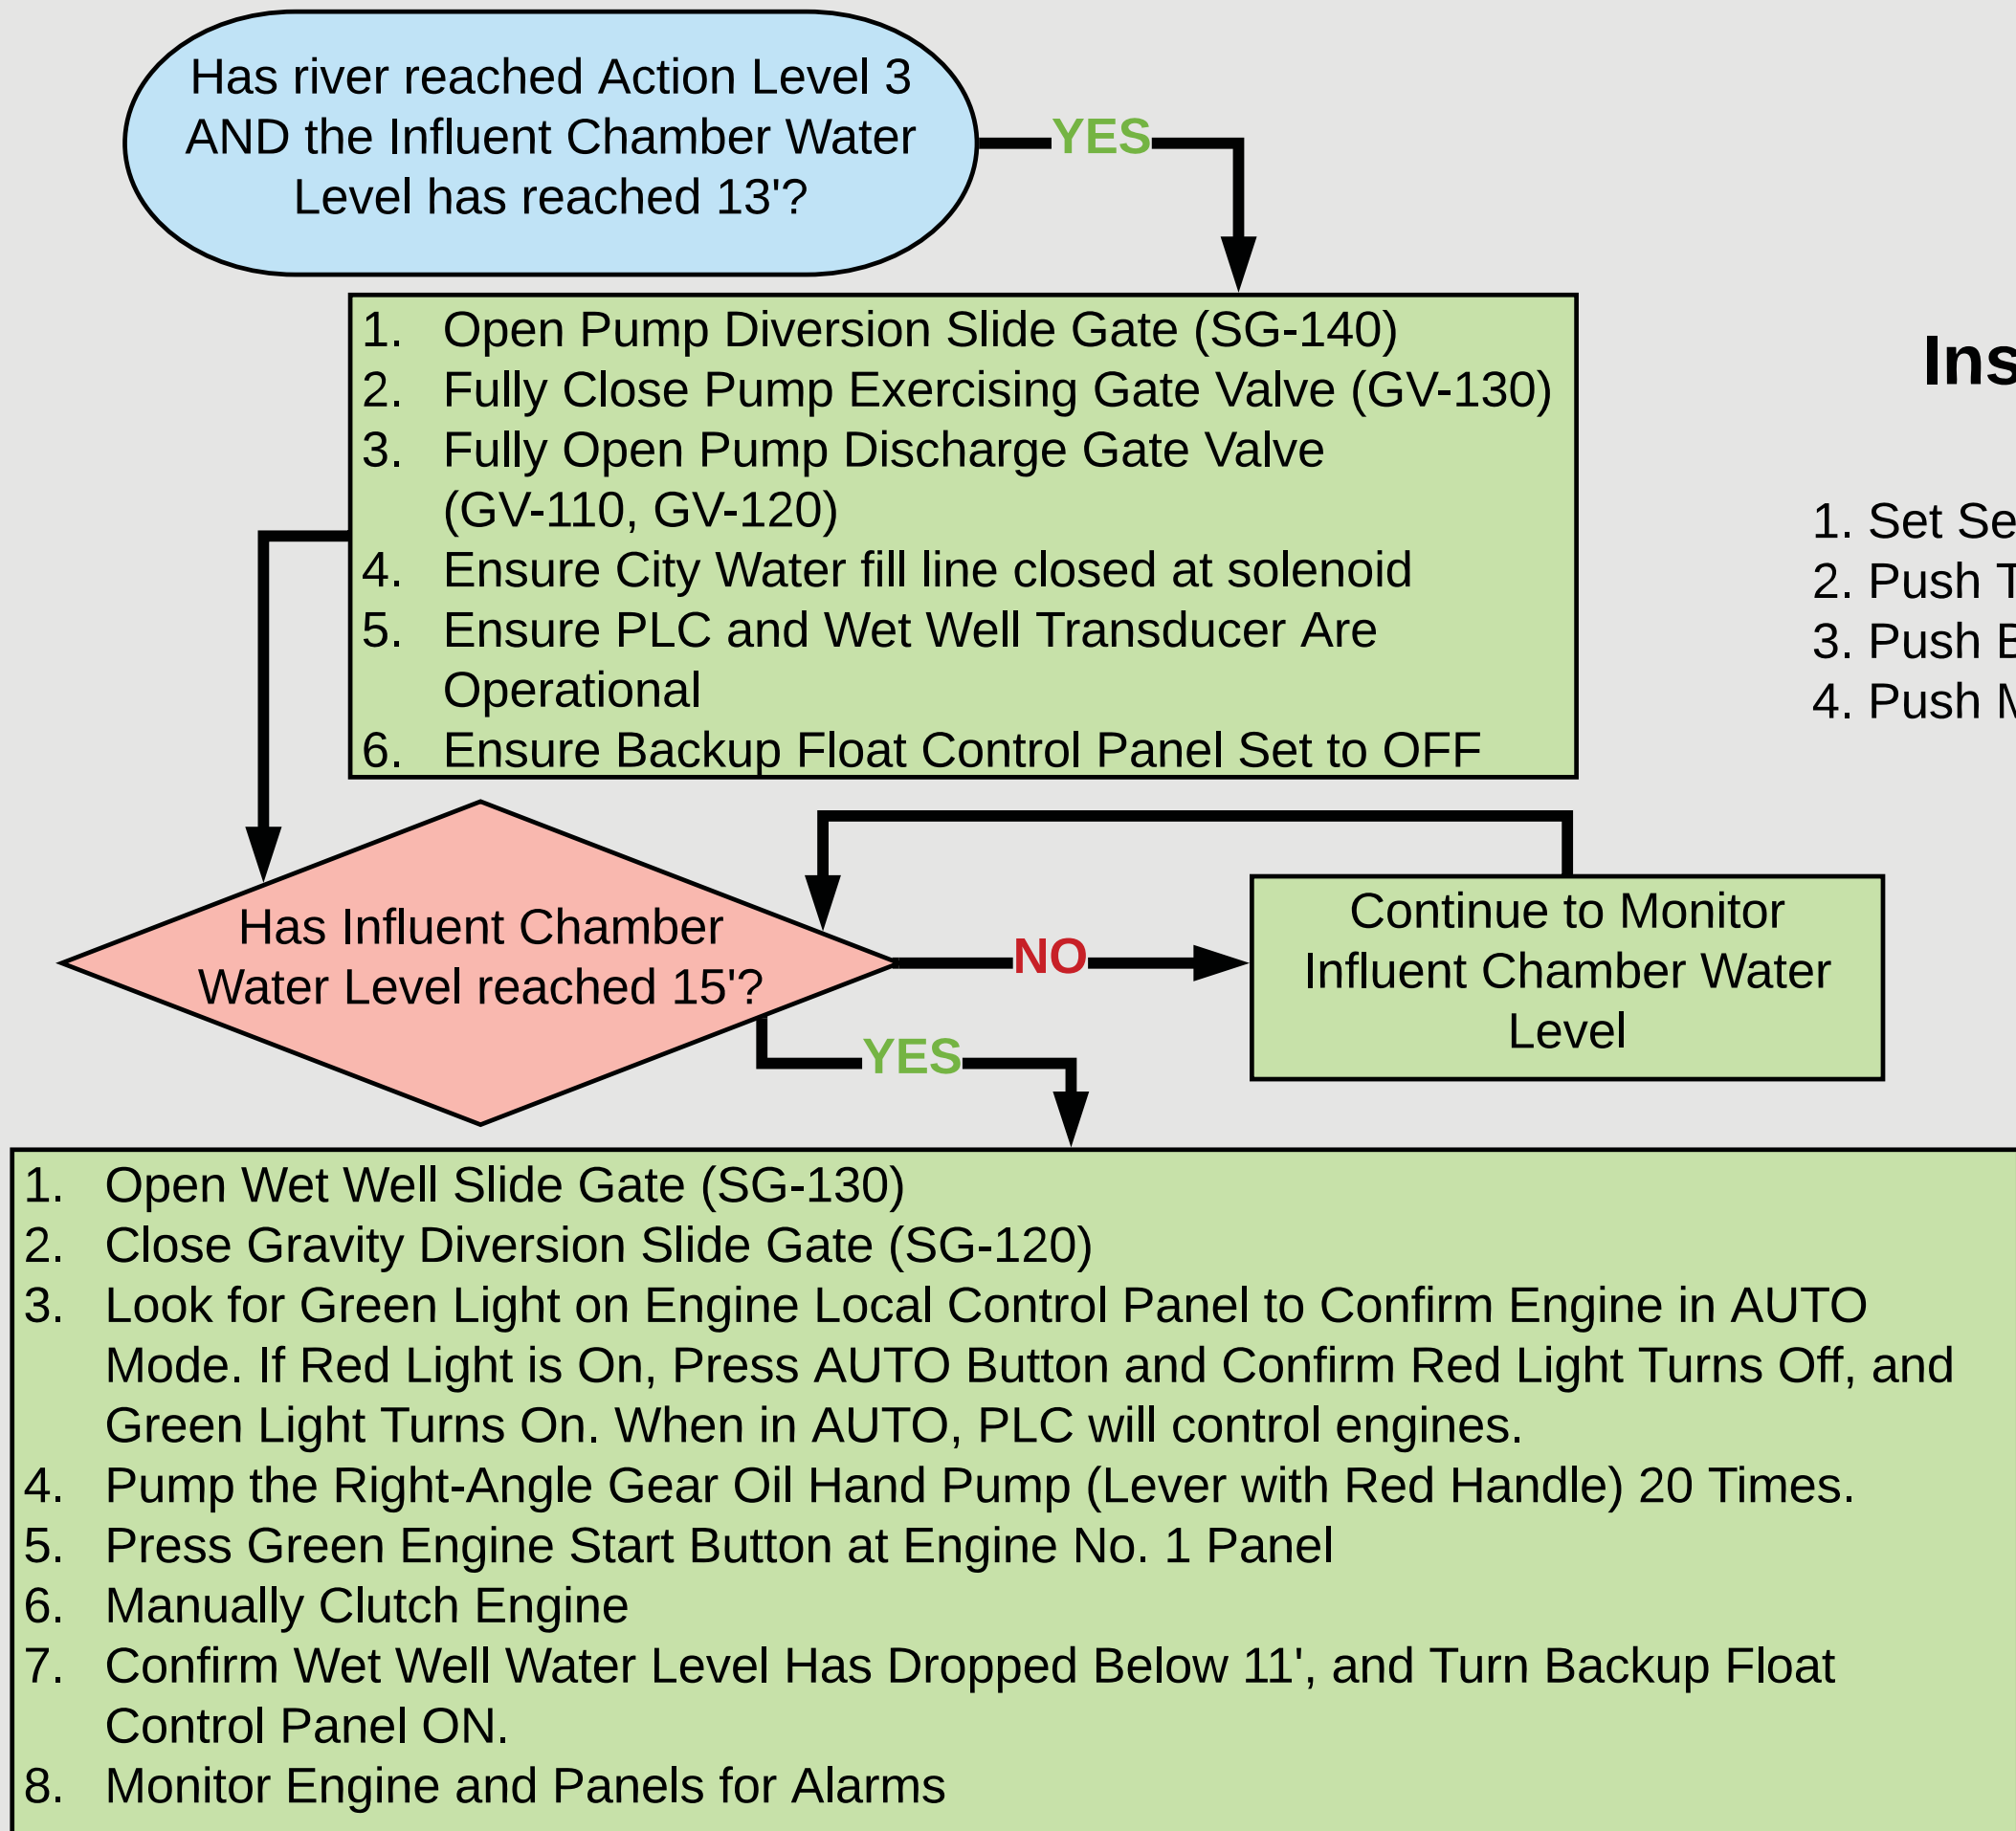 Has river reached Action Level 3
AND the Influent Chamber Water
Level has reached 13'?
YES
1. Open Pump Diversion Slide Gate (SG-140)
2. Fully Close Pump Exercising Gate Valve (GV-130)
3. Fully Open Pump Discharge Gate Valve
(GV-110, GV-120)
4. Ensure City Water fill line closed at solenoid
5. Ensure PLC and Wet Well Transducer Are
Operational
6. Ensure Backup Float Control Panel Set to OFF
Ins
1. Set Se
2. Push T
3. Push
4. Push
Has Influent Chamber
Water Level reached 15'?
NO
Continue to Monitor
Influent Chamber Water
Level
YES
1. Open Wet Well Slide Gate (SG-130)
2. Close Gravity Diversion Slide Gate (SG-120)
3. Look for Green Light on Engine Local Control Panel to Confirm Engine in AUTO
Mode. If Red Light is On, Press AUTO Button and Confirm Red Light Turns Off, and
Green Light Turns On. When in AUTO, PLC will control engines.
4. Pump the Right-Angle Gear Oil Hand Pump (Lever with Red Handle) 20 Times.
5. Press Green Engine Start Button at Engine No. 1 Panel
6. Manually Clutch Engine
7. Confirm Wet Well Water Level Has Dropped Below 11', and Turn Backup Float
Control Panel ON.
8. Monitor Engine and Panels for Alarms